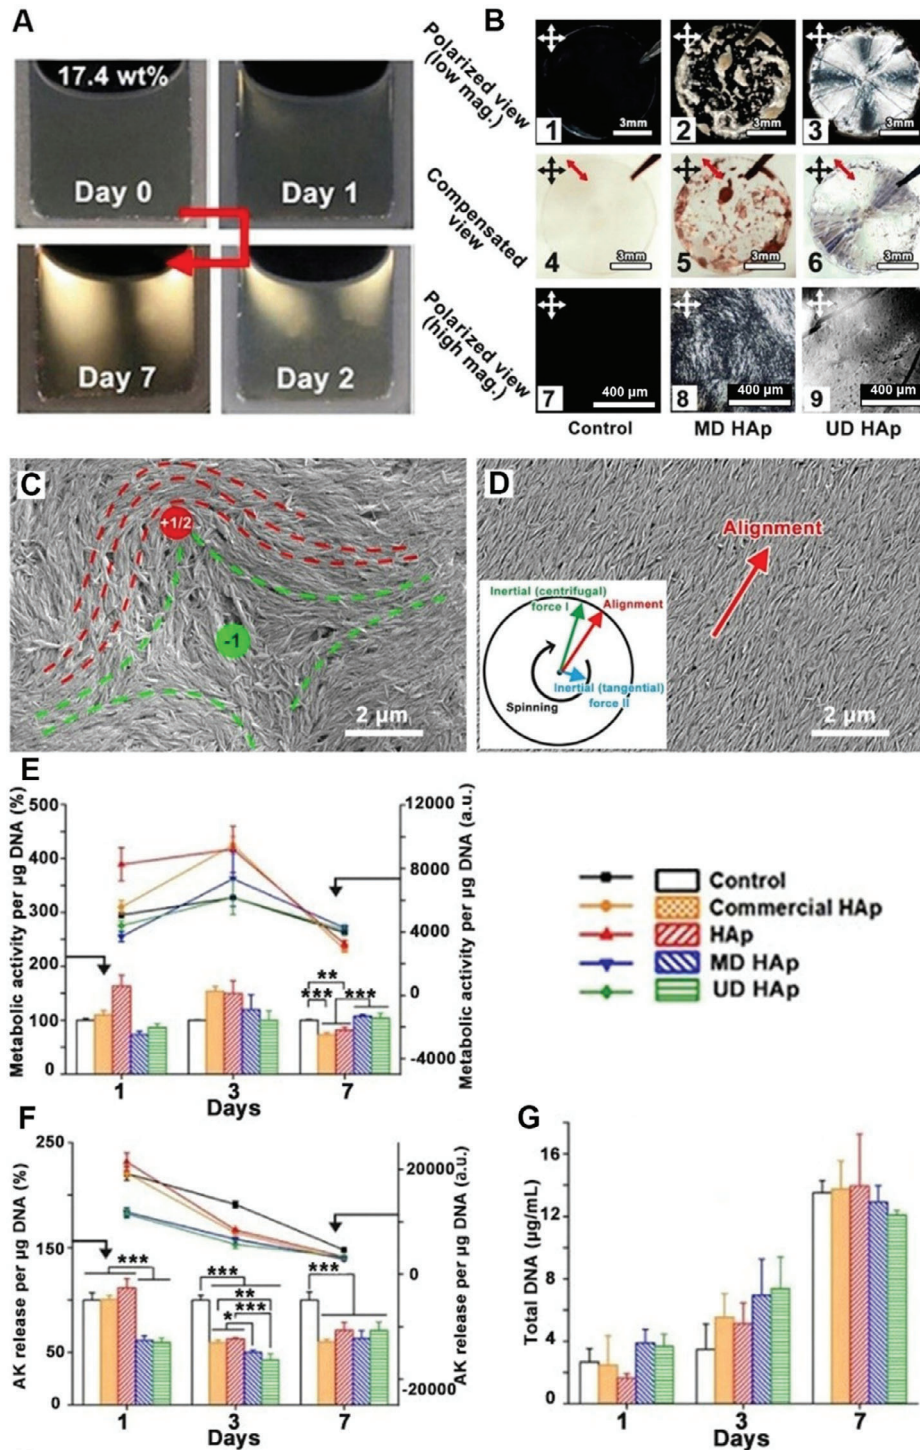 A
17.4 wt%
Day 0
Day 1
Day 7
Day 2
B
Polarized view
(low mag.)
1
3mm
2
3mm
3
3mm
Compensated
view
4
3mm
5
3mm
6
3mm
Polarized view
(high mag.)
7
400 µm
8
400 µm
9
400 µm
Control
MD HAp
UD HAp
C
+1/2
-1
2 µm
D
Alignment
Inertial (centrifugal)
force I
Alignment
Inertial (tangential)
force II
Spinning
2 µm
E
Metabolic activity per µg DNA (%)
500
400
300
200
100
0
Metabolic activity per µg DNA (a.u.)
12000
8000
4000
0
-4000
**
***
***
1
3
7
Days
Control
Commercial HAp
HAp
MD HAp
UD HAp
F
AK release per µg DNA (%)
250
150
100
50
0
AK release per µg DNA (a.u.)
20000
0
-20000
***
***
**
***
*
***
1
3
7
Days
G
Total DNA (µg/mL)
16
12
8
4
0
1
3
7
Days